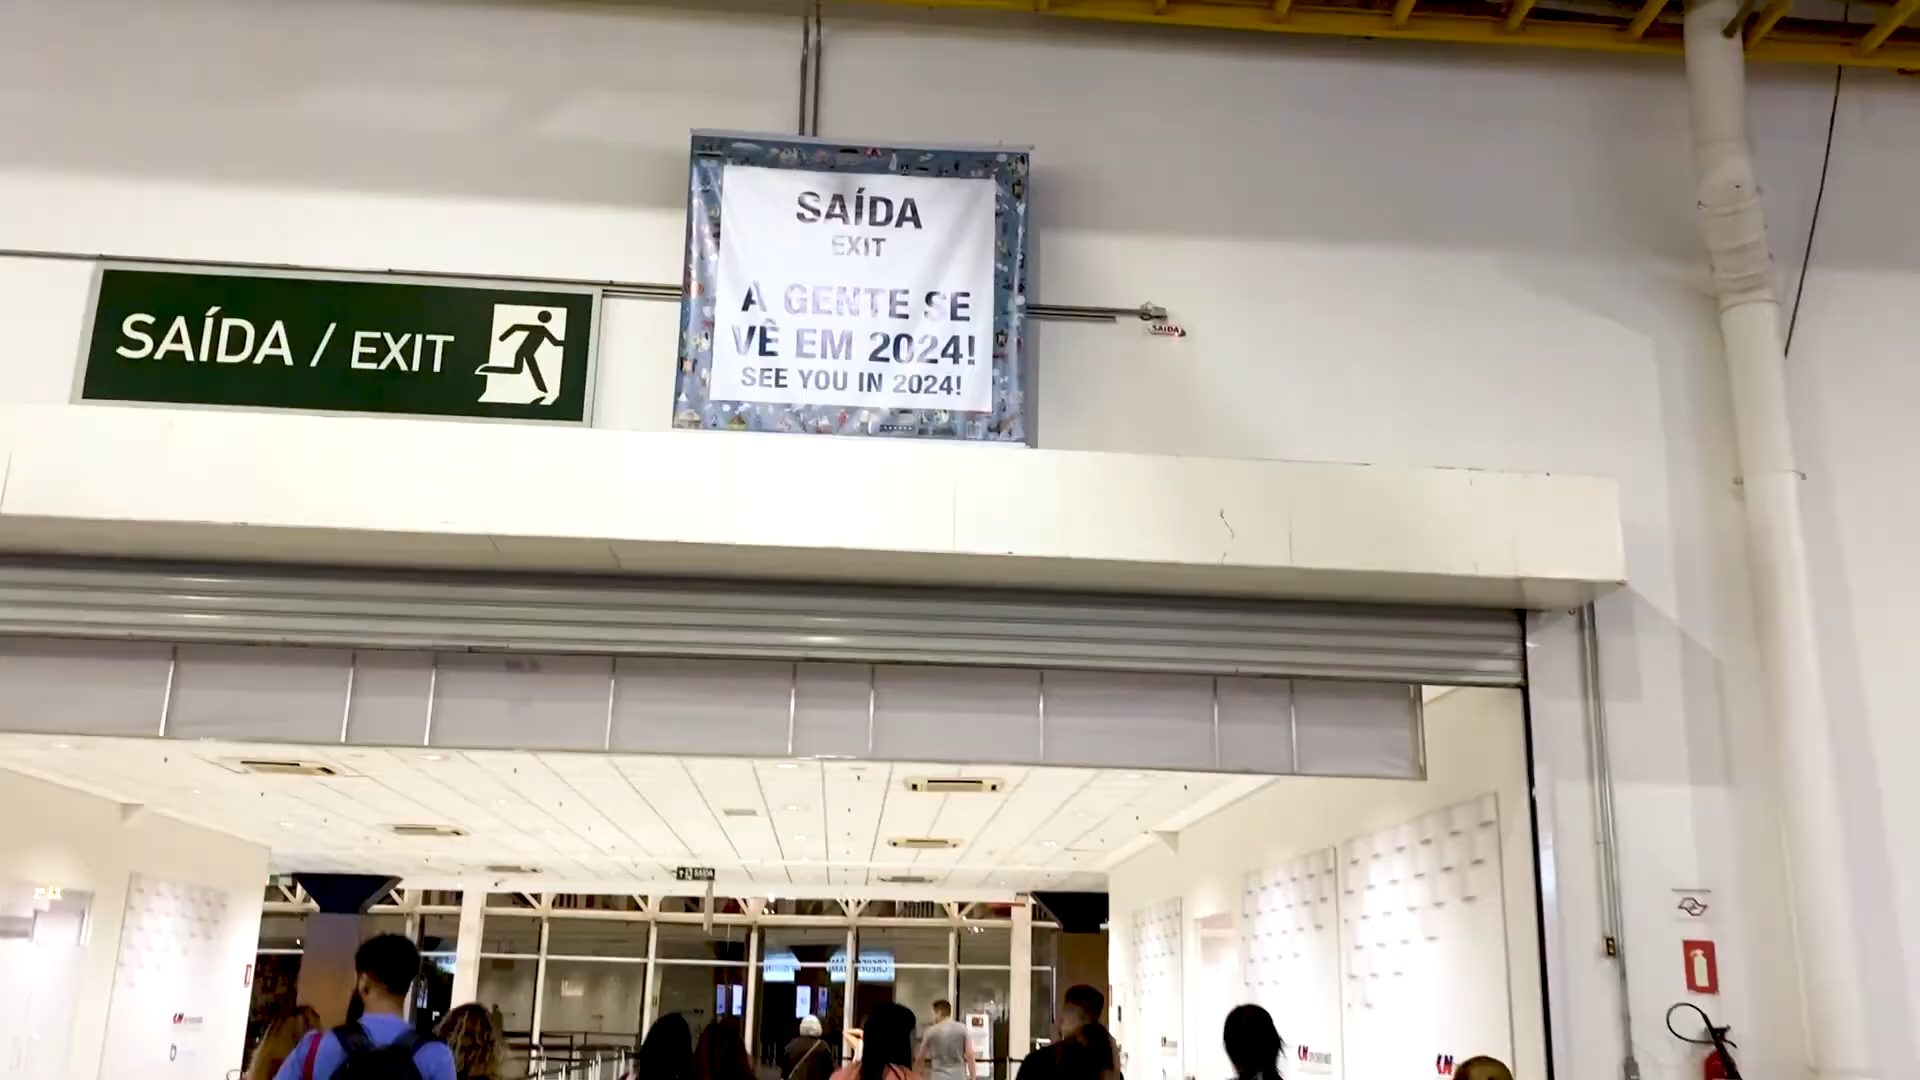 SAÍDA
EXIT
A GENTE SE
VÊ EM 2024!
SEE YOU IN 2024!
SAÍDA / EXIT
SAÍDA
SAÍDA